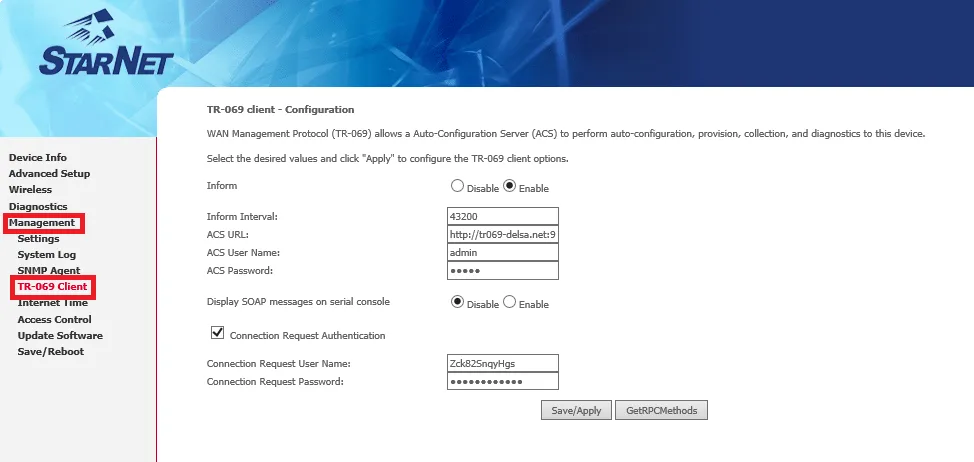 STARNET
TR-069 client - Configuration
WAN Management Protocol (TR-069) allows a Auto-Configuration Server (ACS) to perform auto-configuration, provision, collection, and diagnostics to this device.
Select the desired values and click "Apply" to configure the TR-069 client options.
Device Info
Advanced Setup
Wireless
Diagnostics
Management
Settings
System Log
SNMP Agent
TR-069 Client
Internet Time
Access Control
Update Software
Save/Reboot
Inform Disable Enable
Inform Interval: 43200
ACS URL: http://tr069-delsa.net:9
ACS User Name: admin
ACS Password: ●●●●●
Display SOAP messages on serial console Disable Enable
Connection Request Authentication
Connection Request User Name: Zck82SnqyHgs
Connection Request Password: ●●●●●●●●●●●●
Save/Apply GetRPCMethods